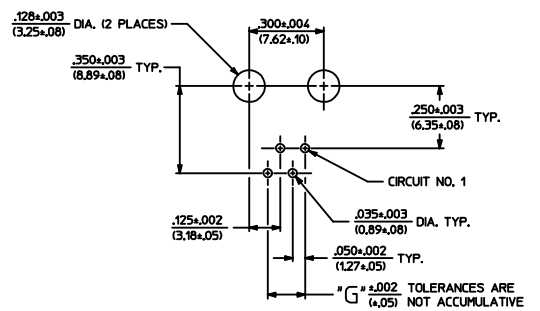 .128±.003 DIA. (2 PLACES)
(3.25±.08)
.300±.004
(7.62±.10)
.350±.003 TYP.
(8.89±.08)
.250±.003 TYP.
(6.35±.08)
CIRCUIT NO. 1
.035±.003 DIA. TYP.
(0.89±.08)
.125±.002
(3.18±.05)
.050±.002 TYP.
(1.27±.05)
"G" ±.002 TOLERANCES ARE
(±.05) NOT ACCUMULATIVE